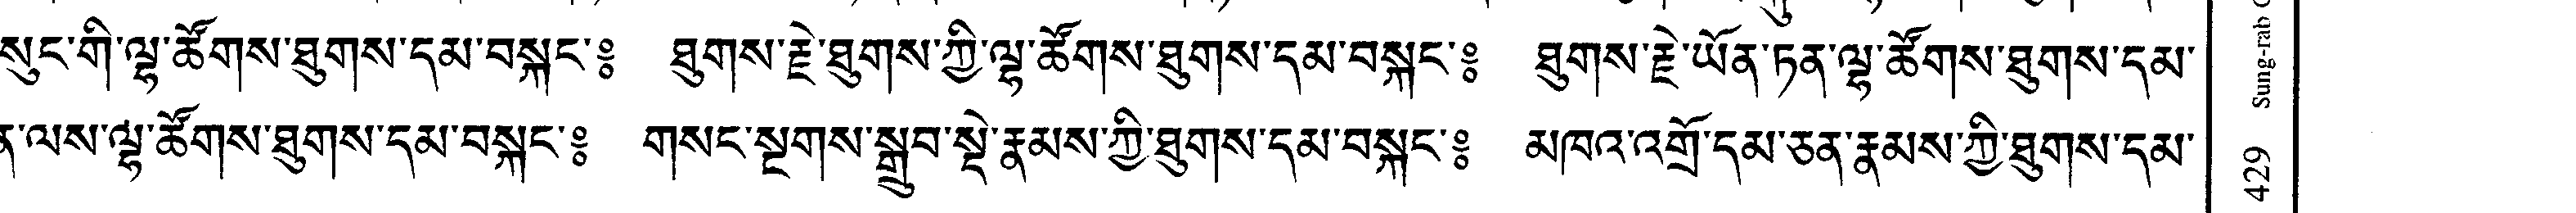 སུང་གི་ལྷ་ཚོགས་ཐུགས་དམ་བསྐང་༔ ཐུགས་རྗེ་ཐུགས་ཀྱི་ལྷ་ཚོགས་ཐུགས་དམ་བསྐང་༔ ཐུགས་རྗེ་ཡོན་ཏན་ལྷ་ཚོགས་ཐུགས་དམ་
ལས་ལྷ་ཚོགས་ཐུགས་དམ་བསྐང་༔ གསང་སྔགས་སྒྲུབ་སྡེ་རྣམས་ཀྱི་ཐུགས་དམ་བསྐང་༔ མཁའ་འགྲོ་དམ་ཅན་རྣམས་ཀྱི་ཐུགས་དམ་
Sung-rab
429